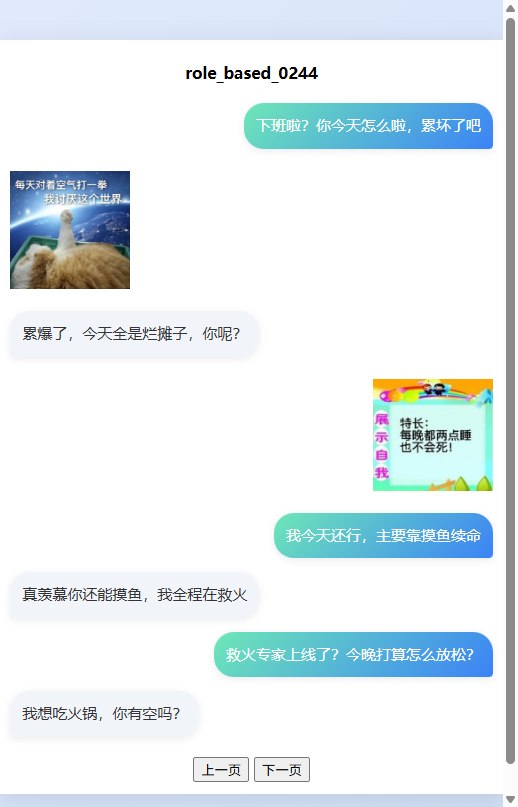 role_based_0244
下班啦？你今天怎么啦，累坏了吧
每天对着空气打一拳
我讨厌这个世界
累爆了，今天全是烂摊子，你呢？
展示自我
特长：
每晚都两点睡
也不会死！
我今天还行，主要靠摸鱼续命
真羡慕你还能摸鱼，我全程在救火
救火专家上线了？今晚打算怎么放松？
我想吃火锅，你有空吗？
上一页 下一页